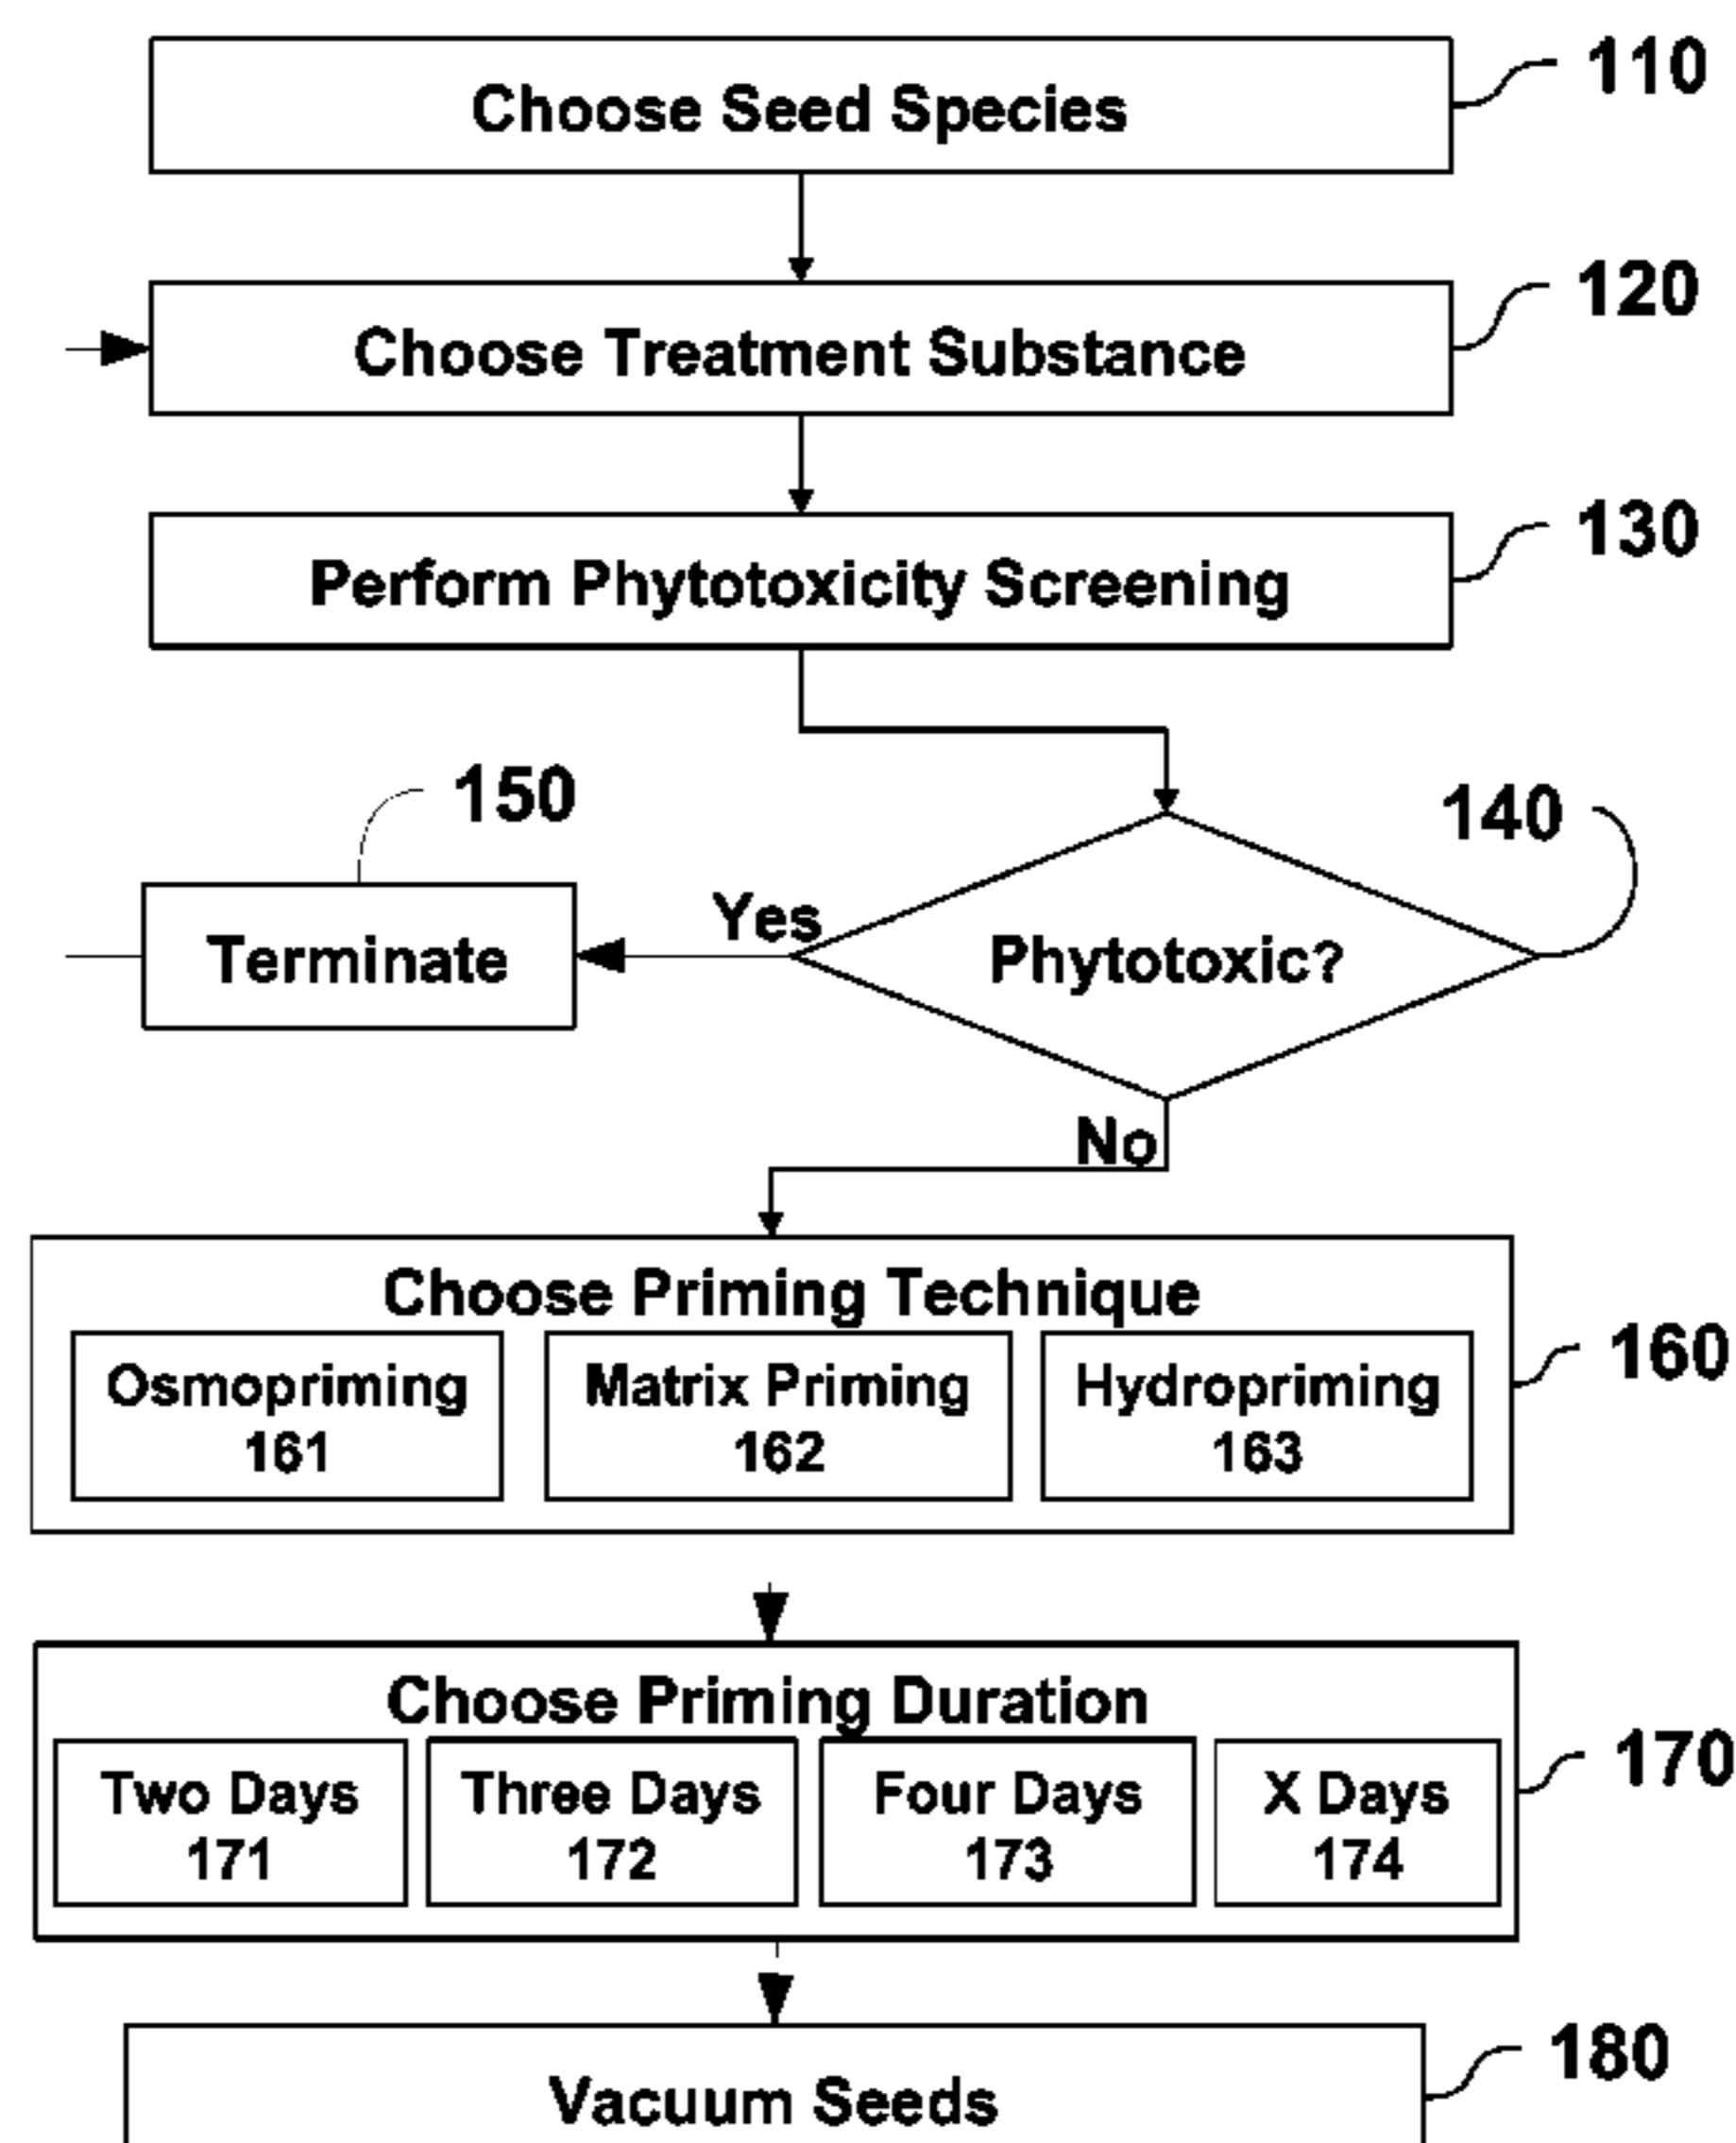 Choose Seed Species
110
Choose Treatment Substance
120
Perform Phytotoxicity Screening
130
150
140
Terminate
Yes
Phytotoxic?
No
Choose Priming Technique
160
Osmopriming
161
Matrix Priming
162
Hydropriming
163
Choose Priming Duration
170
Two Days
171
Three Days
172
Four Days
173
X Days
174
Vacuum Seeds
180